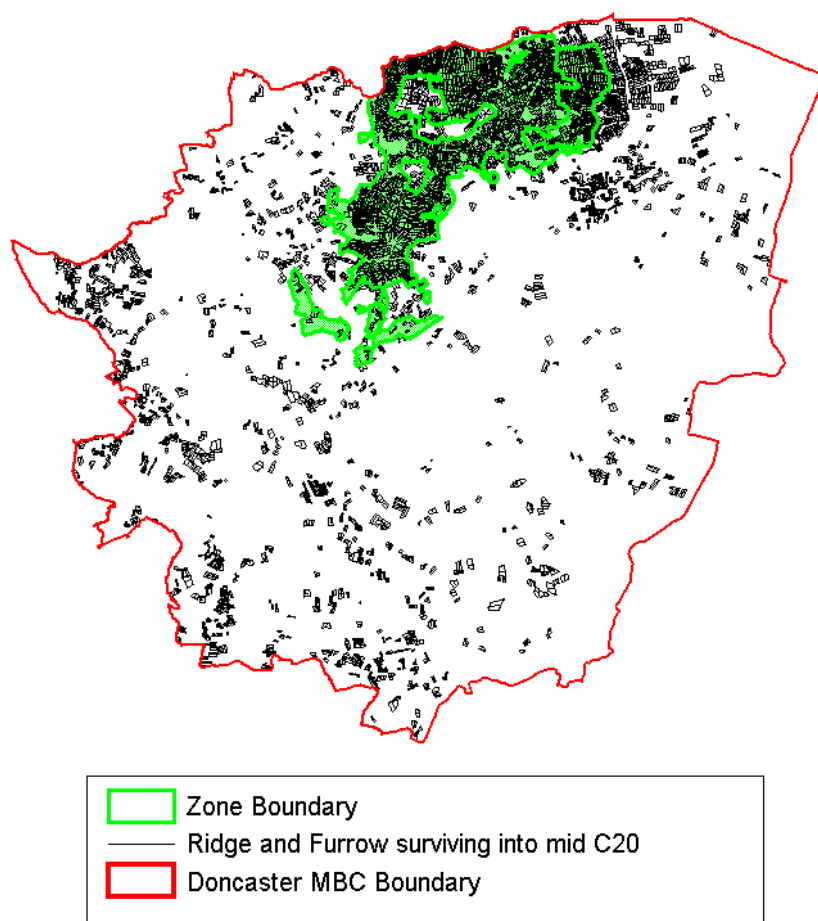 Zone Boundary
Ridge and Furrow surviving into mid C20
Doncaster MBC Boundary